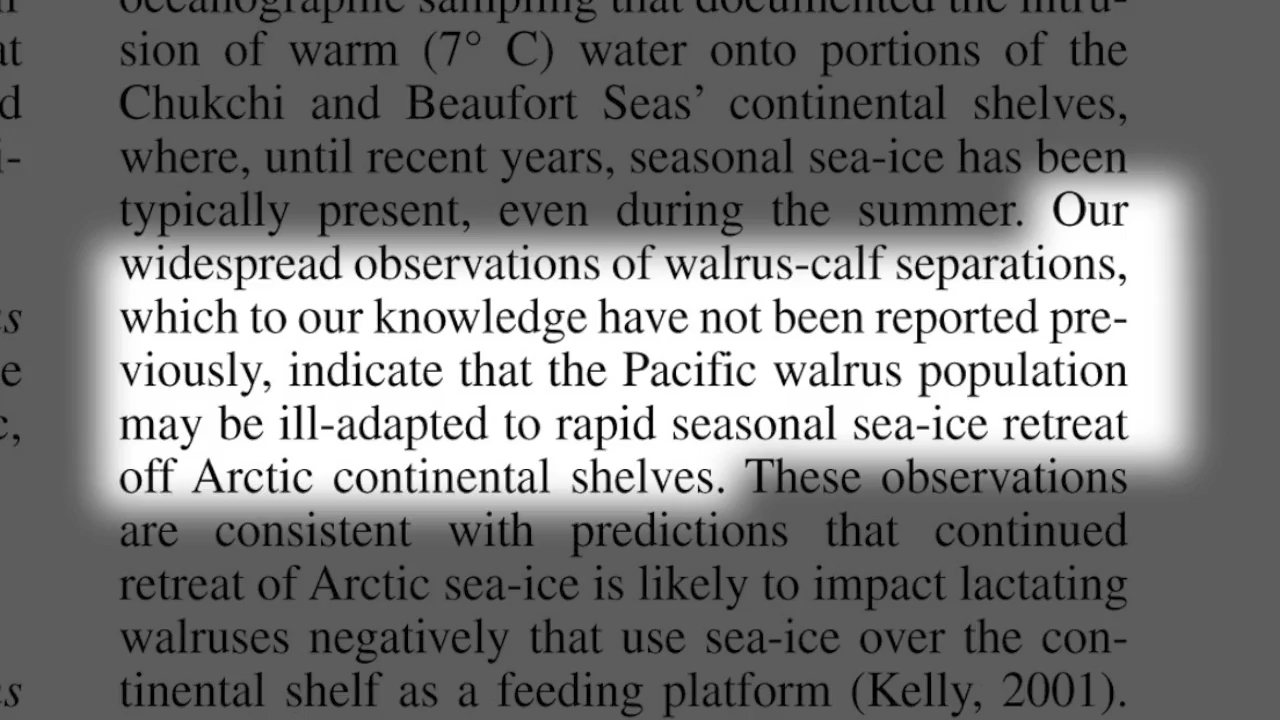 oceanographic sampling that documented the intru-
at sion of warm (7° C) water onto portions of the
d Chukchi and Beaufort Seas’ continental shelves,
i- where, until recent years, seasonal sea-ice has been
typically present, even during the summer. Our
widespread observations of walrus-calf separations,
which to our knowledge have not been reported pre-
viously, indicate that the Pacific walrus population
may be ill-adapted to rapid seasonal sea-ice retreat
off Arctic continental shelves. These observations
are consistent with predictions that continued
retreat of Arctic sea-ice is likely to impact lactating
walruses negatively that use sea-ice over the con-
tinental shelf as a feeding platform (Kelly, 2001).